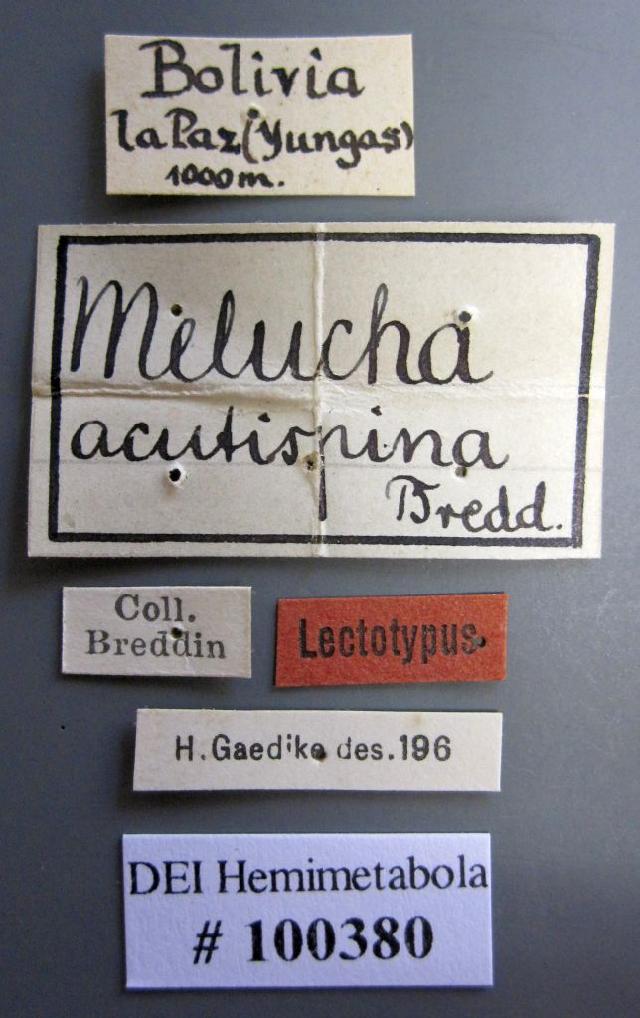 Bolivia
la Paz (Yungas)
1000 m.
Melucha
acutispina
Bredd.
Coll.
Breddin
Lectotypus
H. Gaedike des. 196
DEI Hemimetabola
# 100380